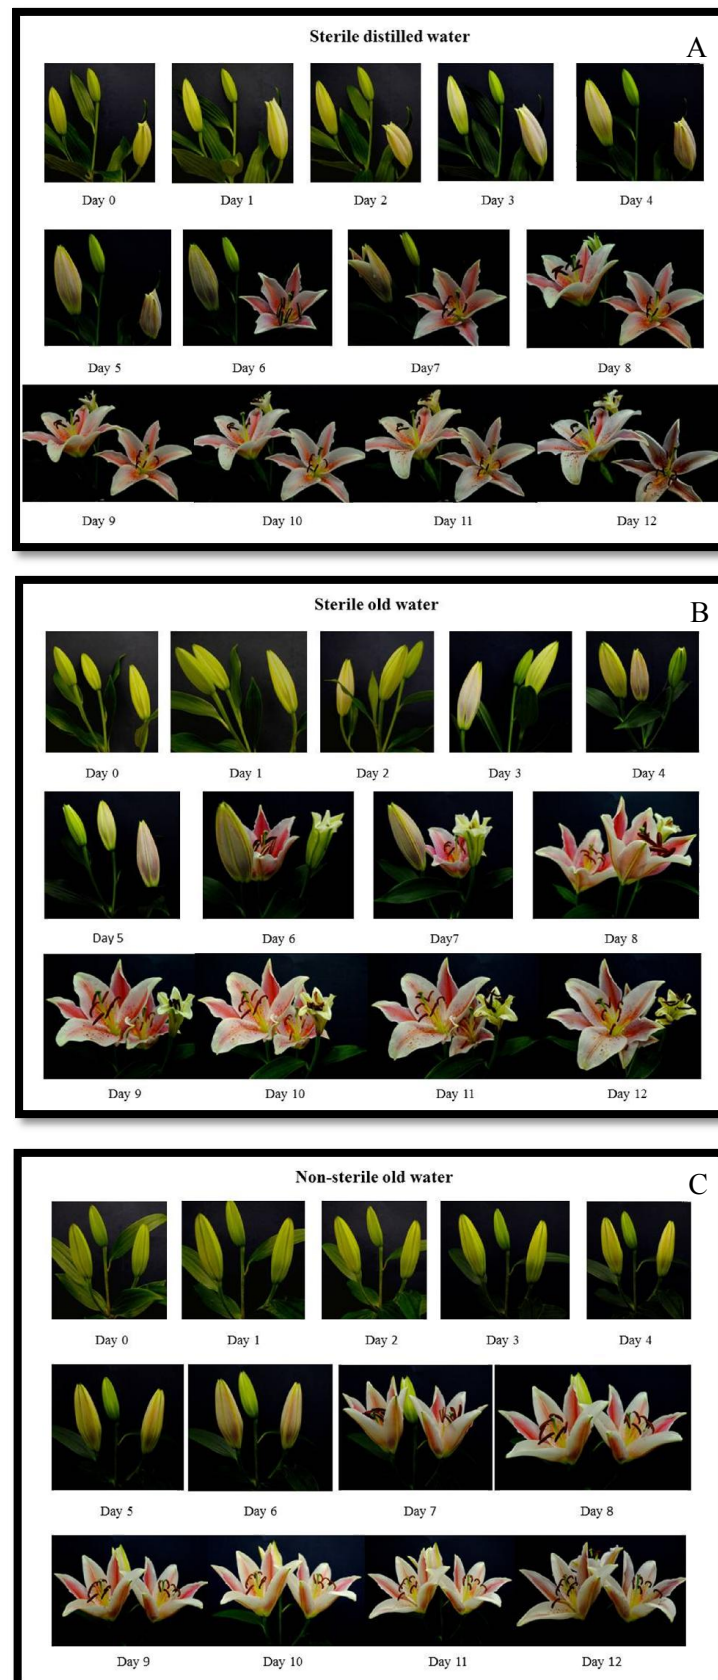 Sterile distilled water
A
Day 0 Day 1 Day 2 Day 3 Day 4
Day 5 Day 6 Day7 Day 8
Day 9 Day 10 Day 11 Day 12
Sterile old water
B
Day 0 Day 1 Day 2 Day 3 Day 4
Day 5 Day 6 Day7 Day 8
Day 9 Day 10 Day 11 Day 12
Non-sterile old water
C
Day 0 Day 1 Day 2 Day 3 Day 4
Day 5 Day 6 Day 7 Day 8
Day 9 Day 10 Day 11 Day 12